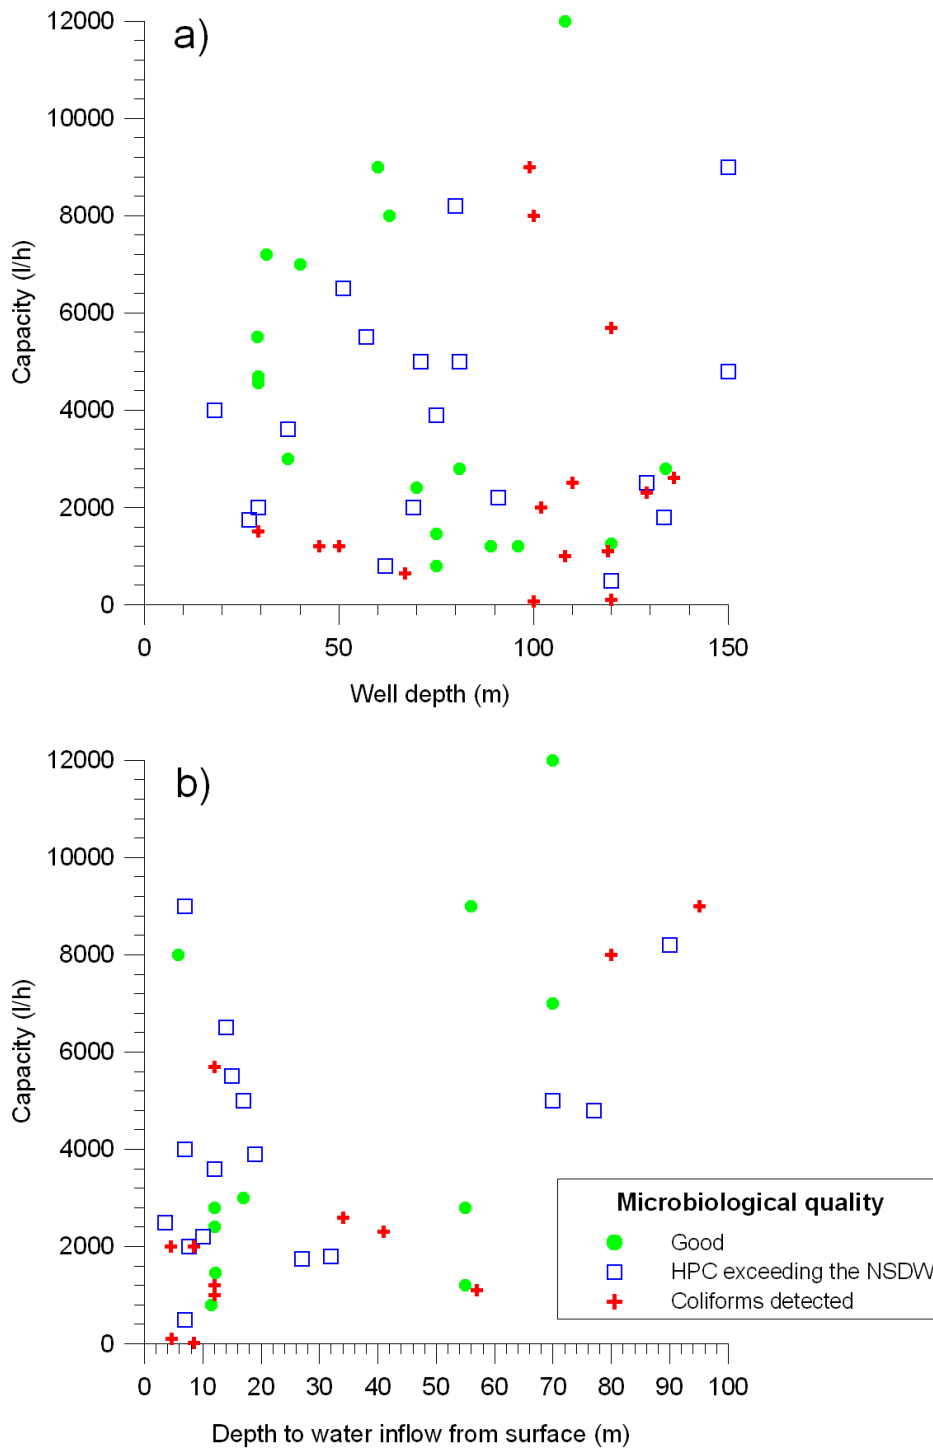 a)
12000
10000
8000
6000
4000
2000
0
Capacity (l/h)
0 50 100 150
Well depth (m)
b)
12000
10000
8000
6000
4000
2000
0
Capacity (l/h)
0 10 20 30 40 50 60 70 80 90 100
Depth to water inflow from surface (m)
Microbiological quality
Good
HPC exceeding the NSDW
Coliforms detected